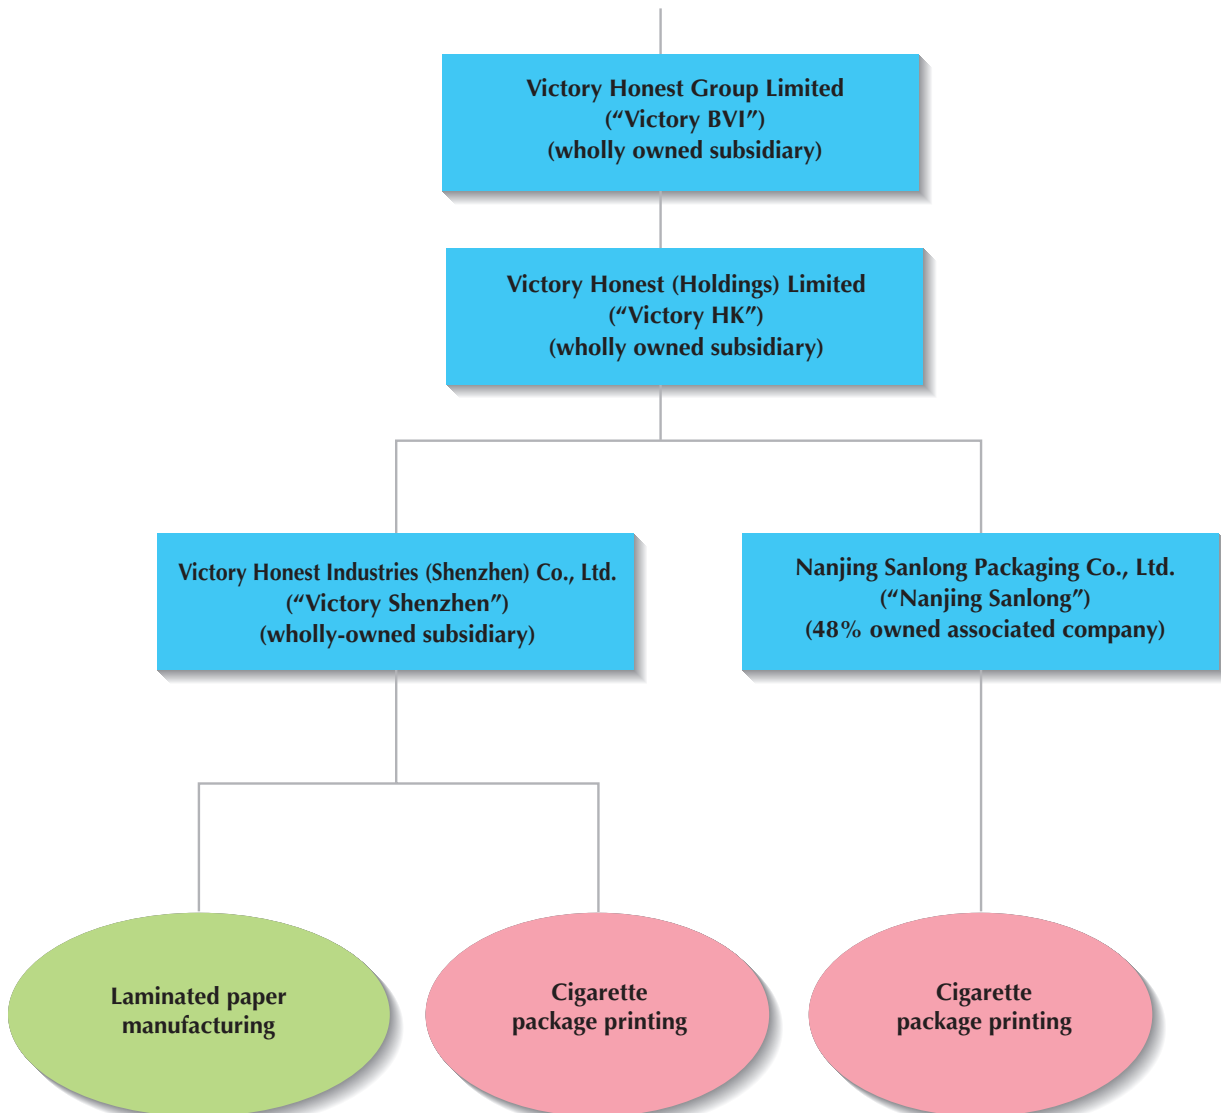 Victory Honest Group Limited
(“Victory BVI”)
(wholly owned subsidiary)
Victory Honest (Holdings) Limited
(“Victory HK”)
(wholly owned subsidiary)
Victory Honest Industries (Shenzhen) Co., Ltd.
(“Victory Shenzhen”)
(wholly-owned subsidiary)
Nanjing Sanlong Packaging Co., Ltd.
(“Nanjing Sanlong”)
(48% owned associated company)
Laminated paper
manufacturing
Cigarette
package printing
Cigarette
package printing